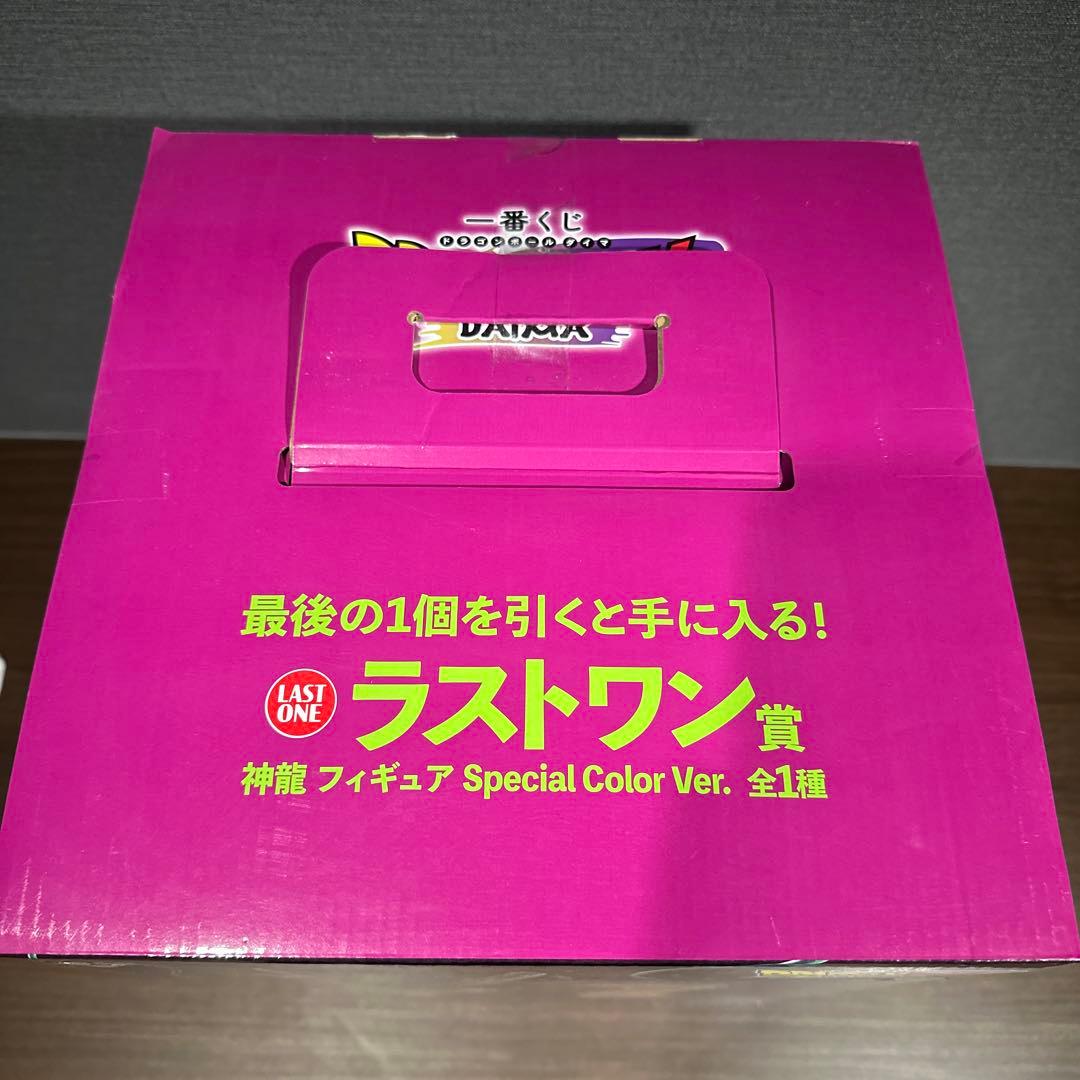 一番くじ
ドラゴンボール ダイマ
DAIMA
最後の1個を引くと手に入る!
LAST ONE ラストワン賞
神龍 フィギュア Special Color Ver. 全1種